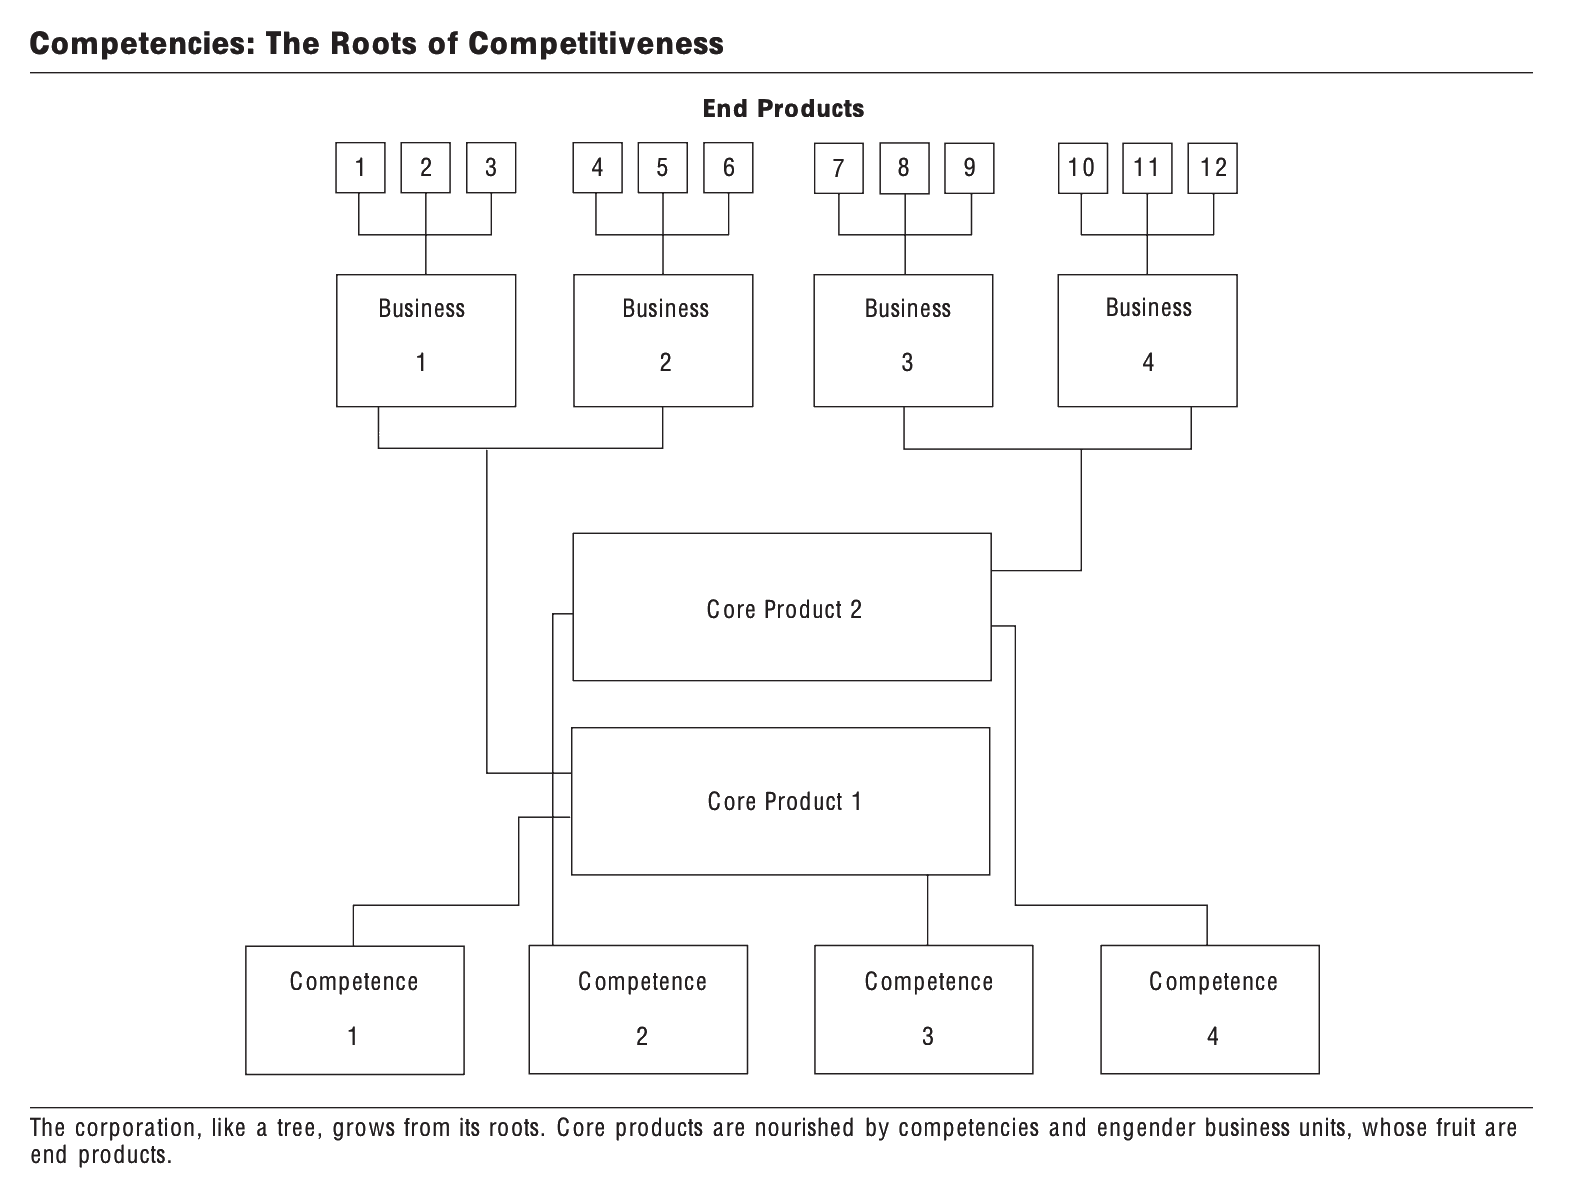 Competencies: The Roots of Competitiveness
End Products
1 2 3 4 5 6 7 8 9 10 11 12
Business Business Business Business
1 2 3 4
Core Product 2
Core Product 1
Competence Competence Competence Competence
1 2 3 4
The corporation, like a tree, grows from its roots. Core products are nourished by competencies and engender business units, whose fruit are
end products.